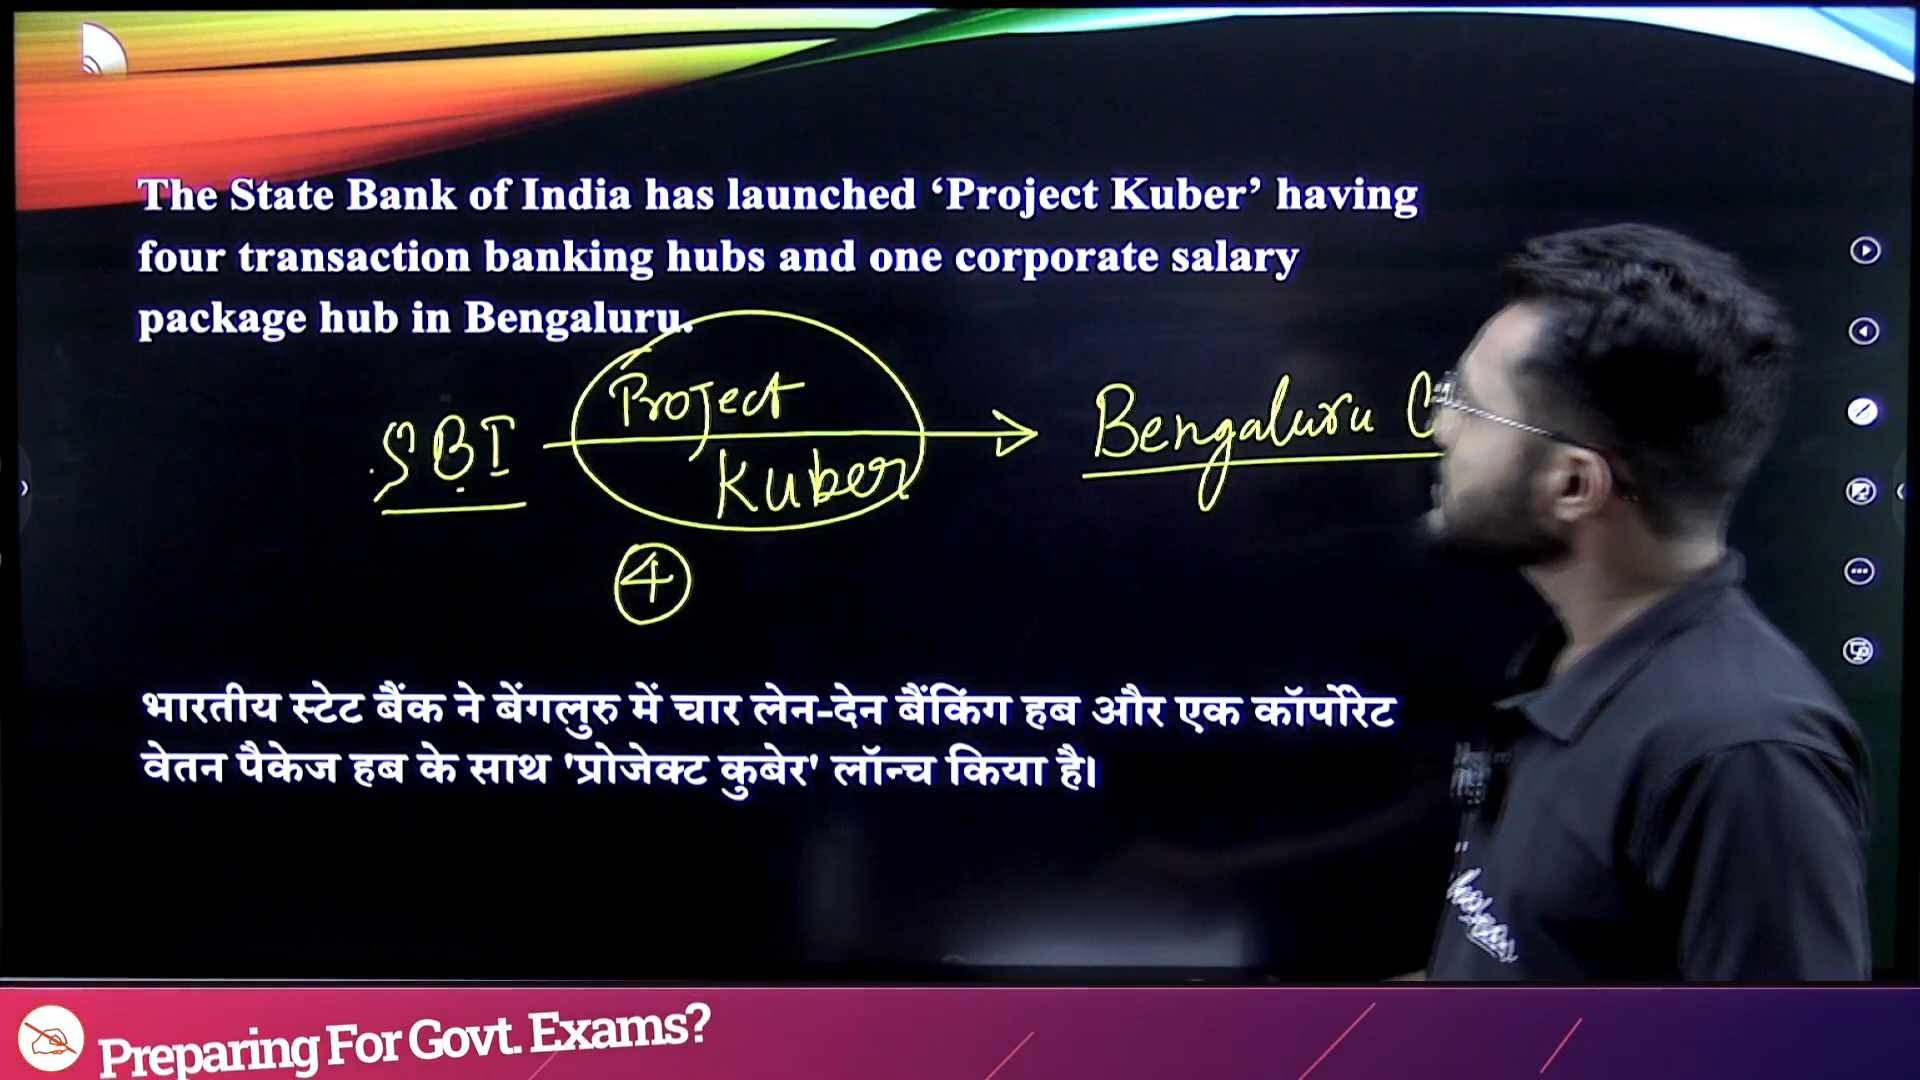 The State Bank of India has launched ‘Project Kuber’ having
four transaction banking hubs and one corporate salary
package hub in Bengaluru.
SBI
Project
Kuber
Bengaluru
4
भारतीय स्टेट बैंक ने बेंगलुरु में चार लेन-देन बैंकिंग हब और एक कॉर्पोरेट
वेतन पैकेज हब के साथ 'प्रोजेक्ट कुबेर' लॉन्च किया है।
Preparing For Govt. Exams?